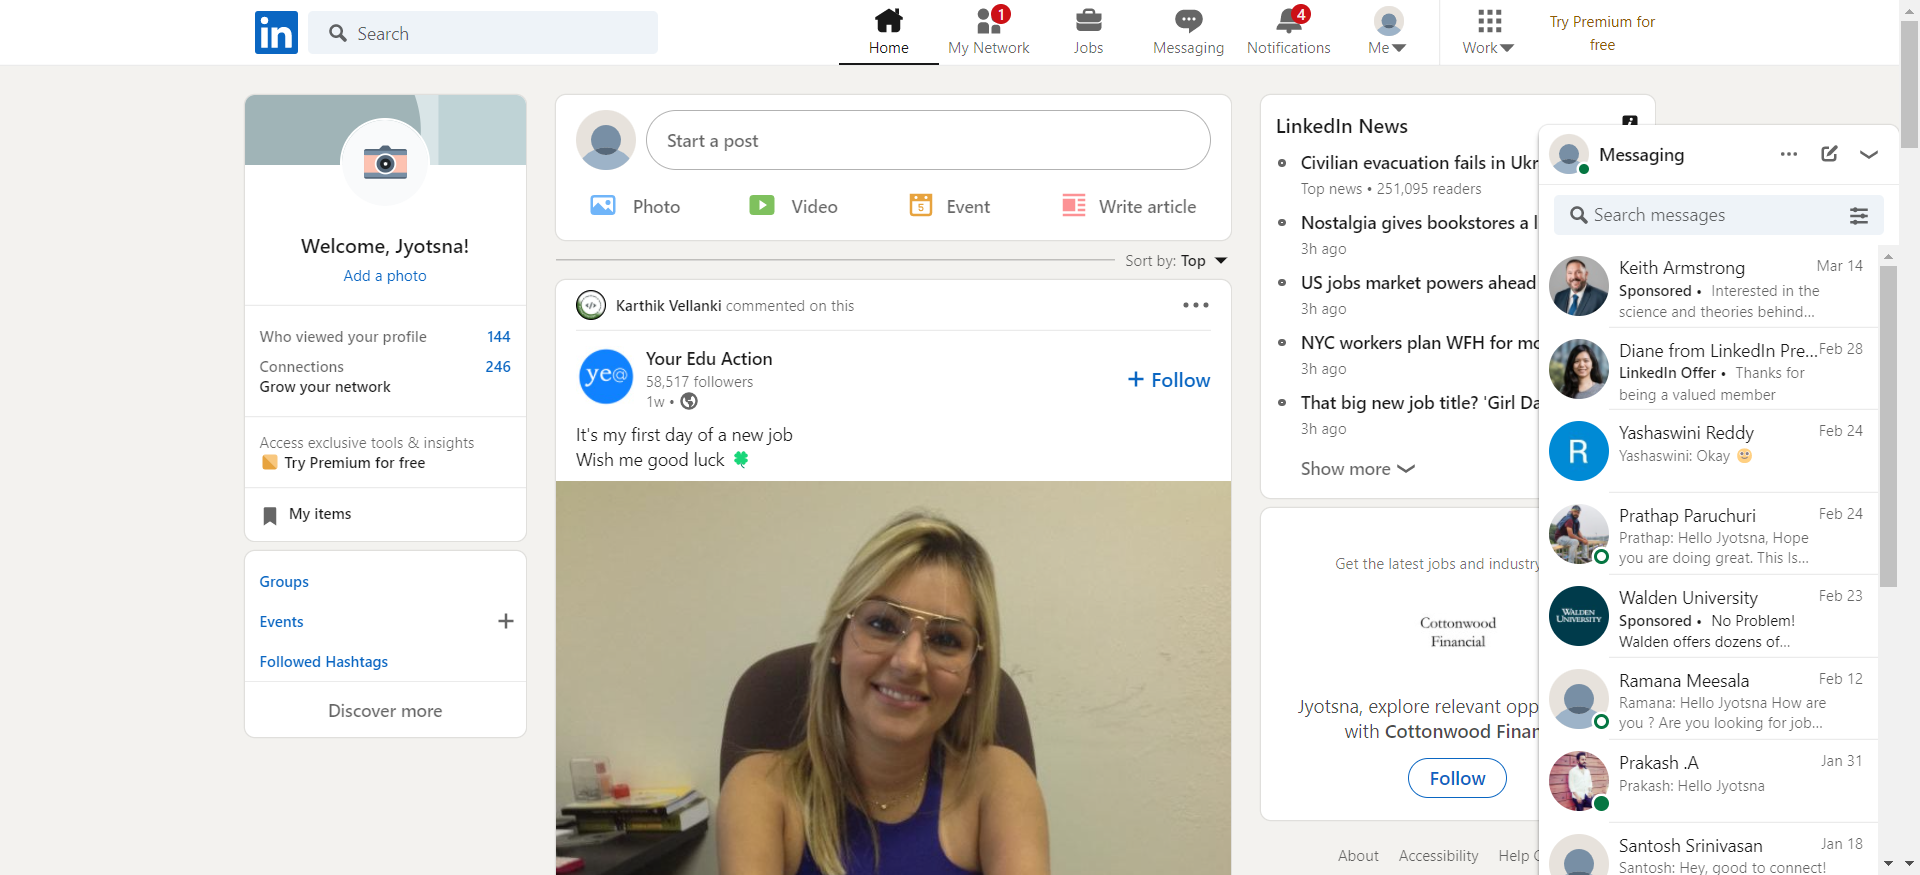 in
Search
Home
1
My Network
Jobs
Messaging
4
Notifications
Me
Work
Try Premium for
free
Welcome, Jyotsna!
Add a photo
Who viewed your profile 144
Connections 246
Grow your network
Access exclusive tools & insights
Try Premium for free
My items
Groups
Events
Followed Hashtags
Discover more
Start a post
Photo
Video
5
Event
Write article
Sort by: Top
Karthik Vellanki commented on this
ye@
Your Edu Action
58,517 followers
1w •
+ Follow
It's my first day of a new job
Wish me good luck 🍀
LinkedIn News
Civilian evacuation fails in Ukr
Top news • 251,095 readers
Nostalgia gives bookstores a l
3h ago
US jobs market powers ahead
3h ago
NYC workers plan WFH for mo
3h ago
That big new job title? 'Girl Da
3h ago
Show more
Get the latest jobs and industry
Cottonwood
Financial
Jyotsna, explore relevant opp
with Cottonwood Finan
Follow
About Accessibility Help C
Messaging
Search messages
Keith Armstrong Mar 14
Sponsored • Interested in the
science and theories behind...
Diane from LinkedIn Pre... Feb 28
LinkedIn Offer • Thanks for
being a valued member
R
Yashaswini Reddy Feb 24
Yashaswini: Okay 🙂
Prathap Paruchuri Feb 24
Prathap: Hello Jyotsna, Hope
you are doing great. This Is...
WALDEN
UNIVERSITY
Walden University Feb 23
Sponsored • No Problem!
Walden offers dozens of...
Ramana Meesala Feb 12
Ramana: Hello Jyotsna How are
you ? Are you looking for job...
Prakash .A Jan 31
Prakash: Hello Jyotsna
Santosh Srinivasan Jan 18
Santosh: Hey, good to connect!